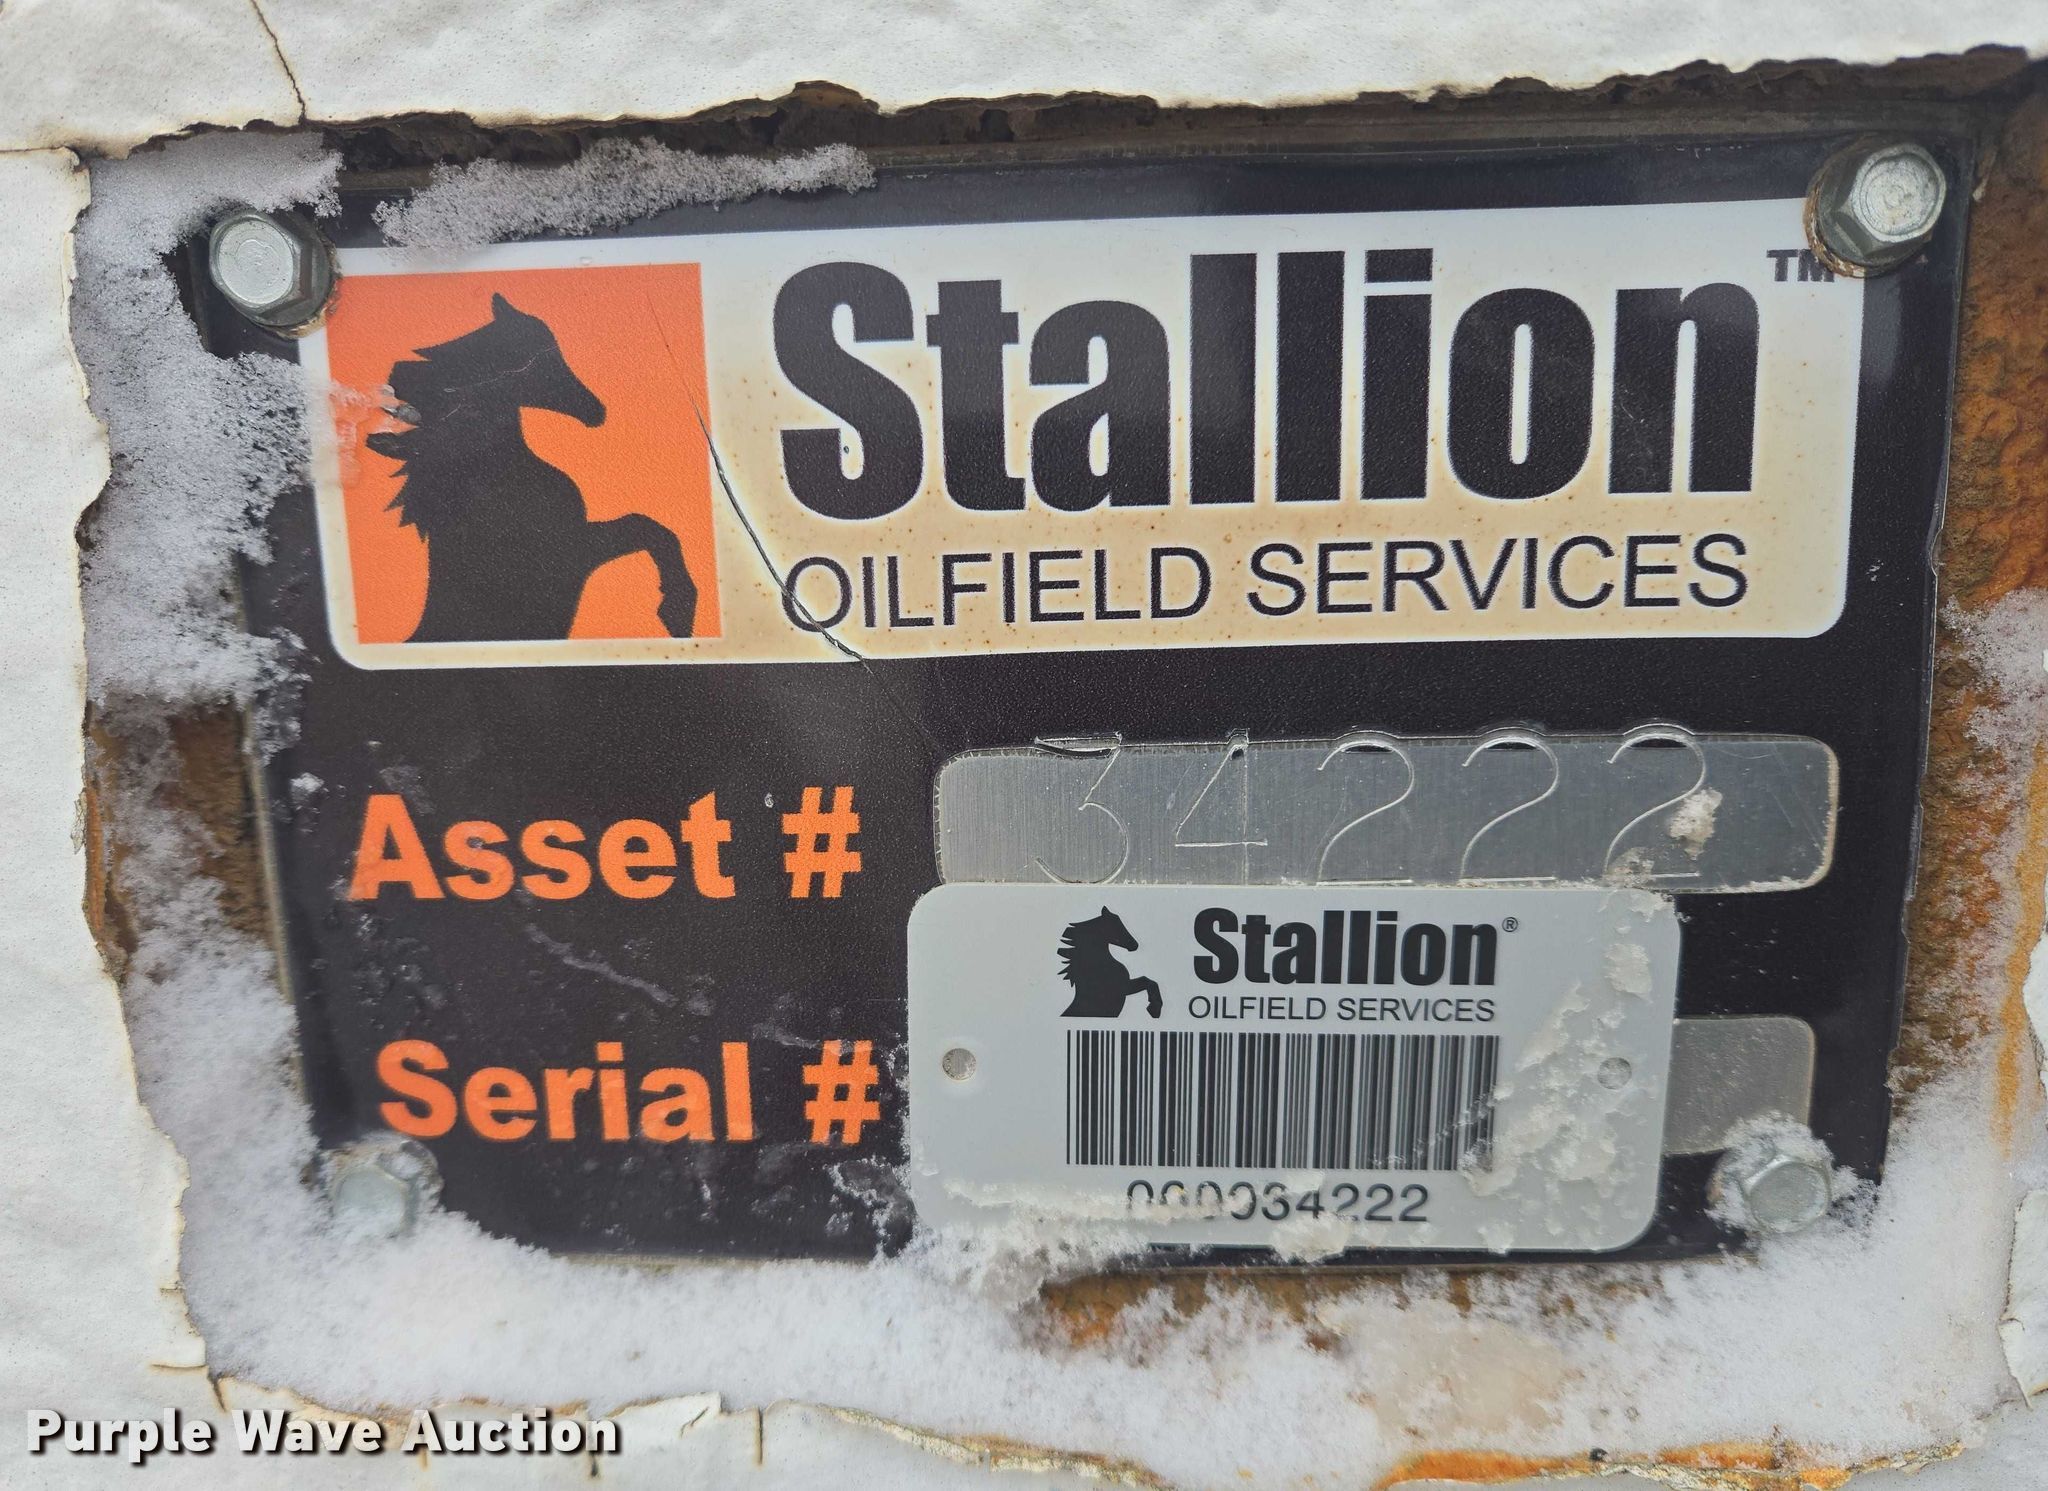 Stallion™
OILFIELD SERVICES
Asset # 34222
Stallion®
OILFIELD SERVICES
Serial #
000034222
Purple Wave Auction